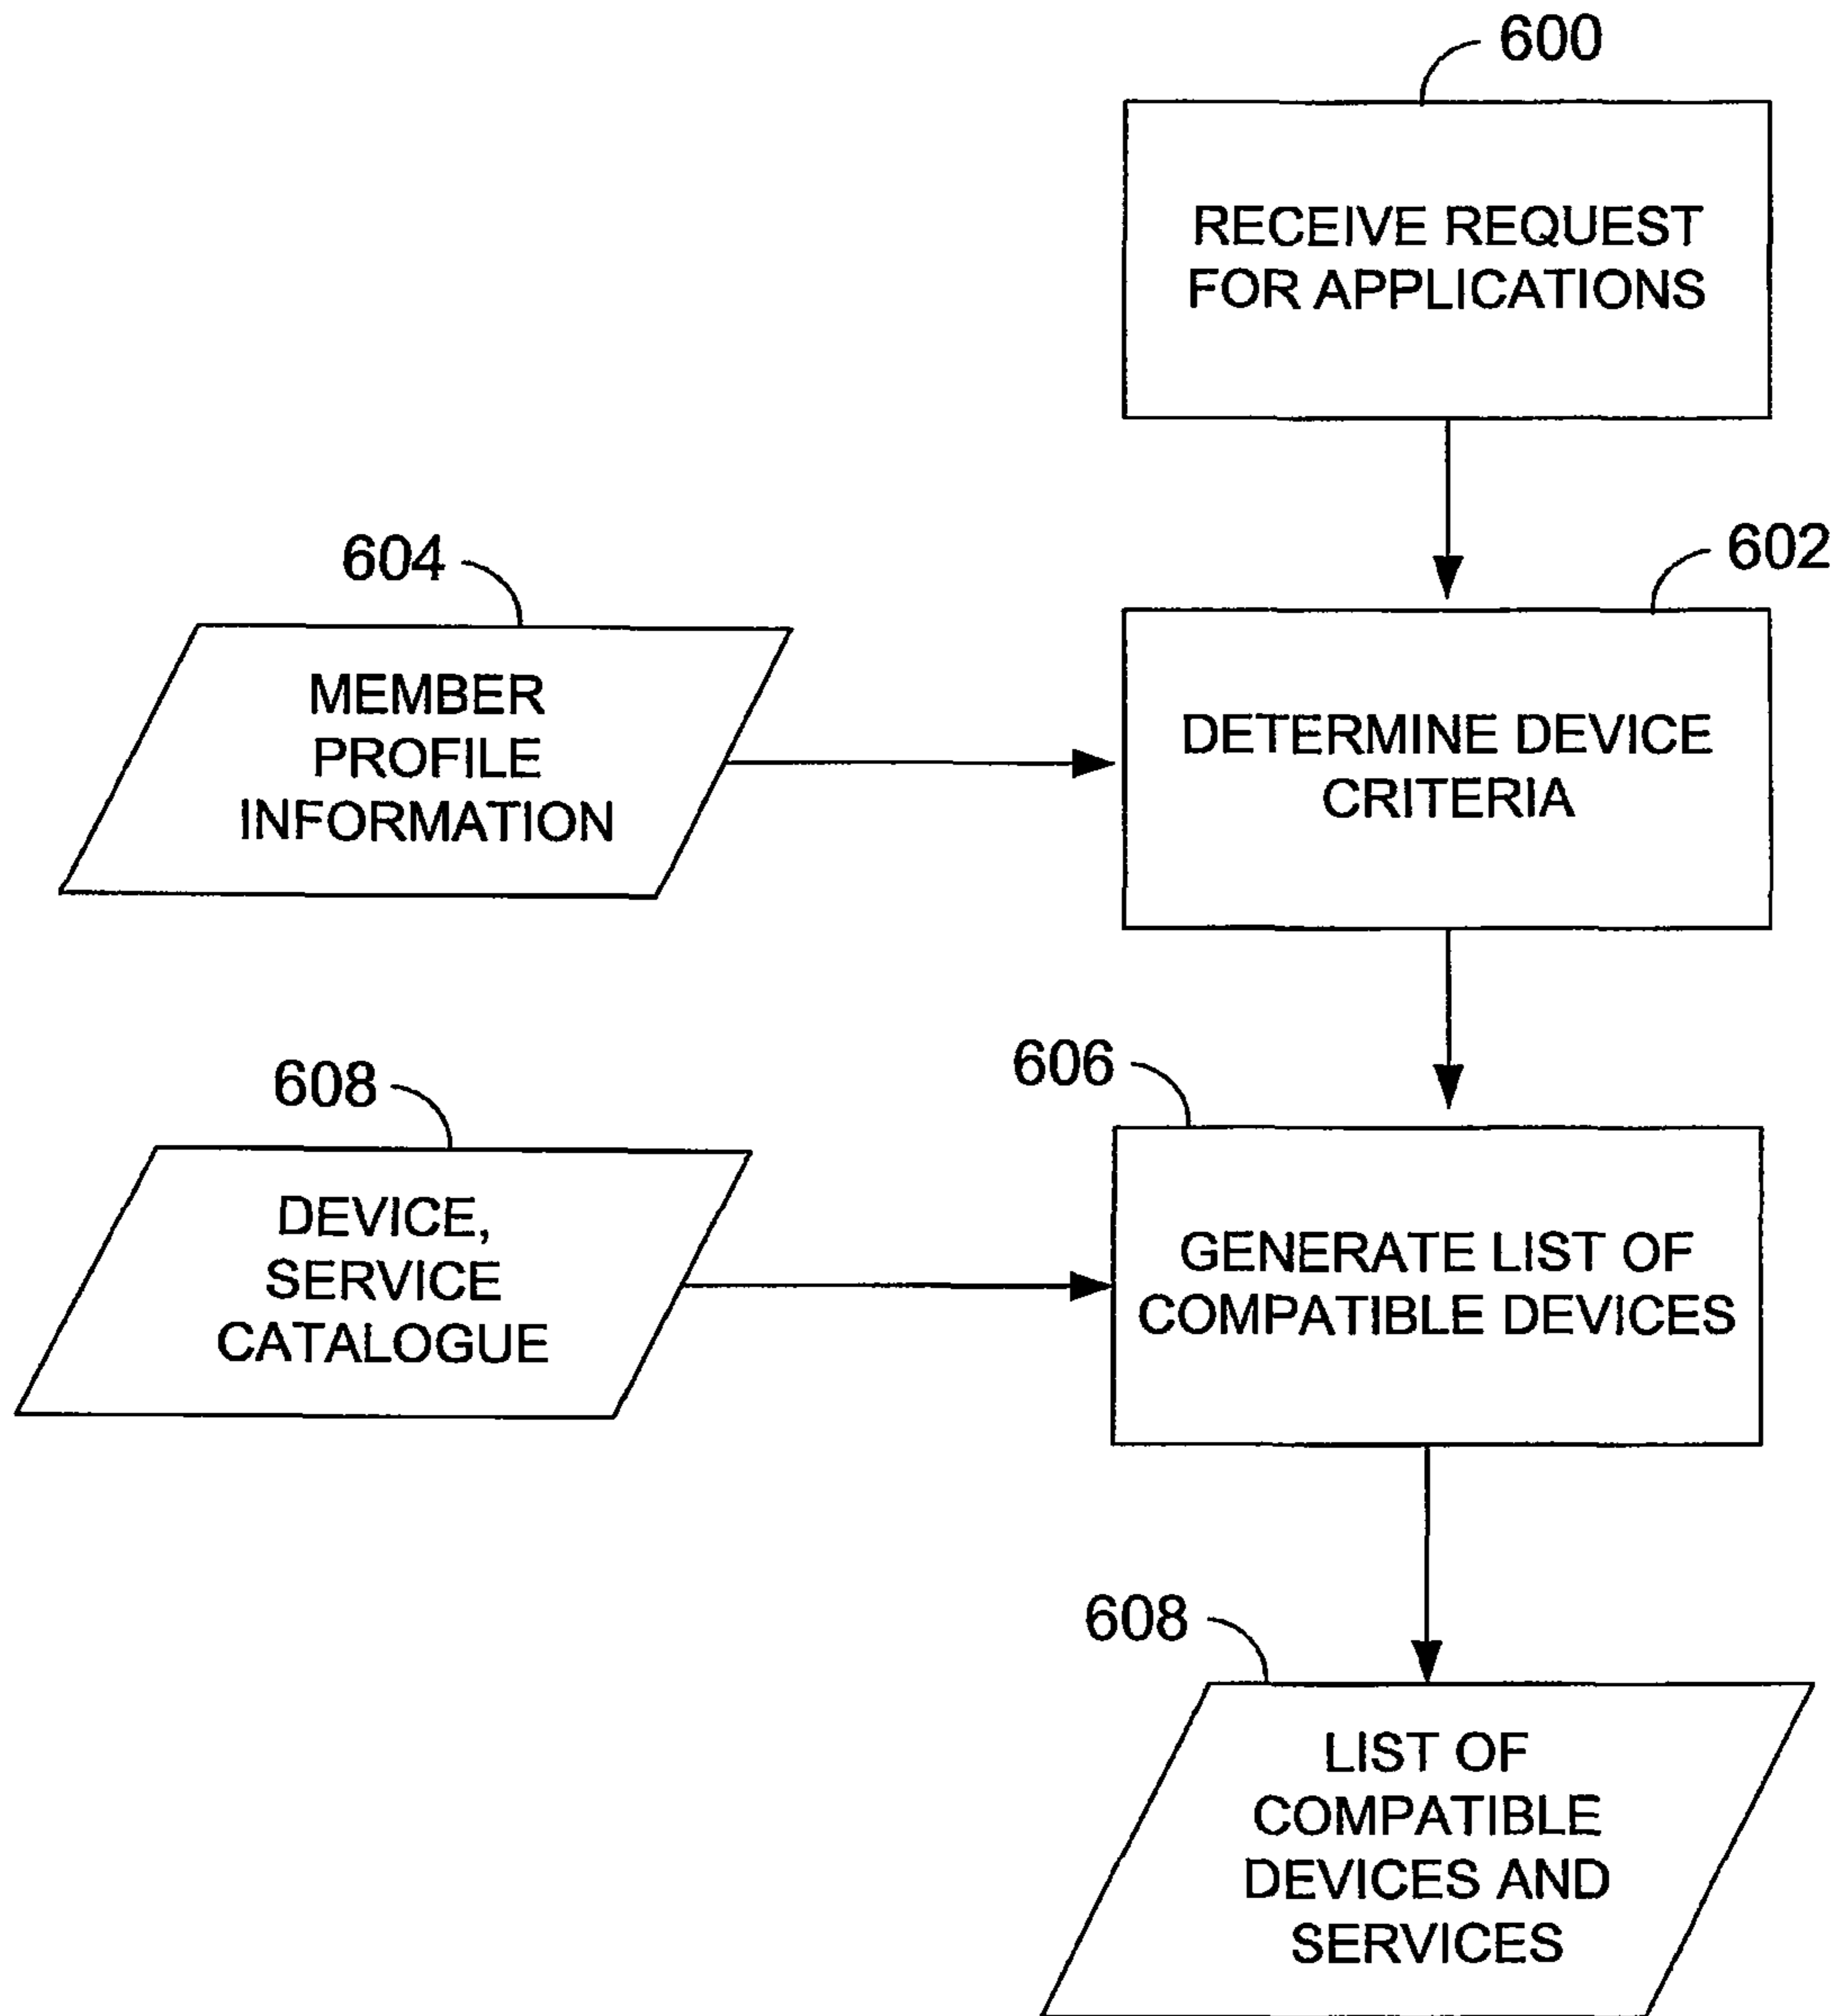 600
RECEIVE REQUEST
FOR APPLICATIONS
602
604
MEMBER
PROFILE
INFORMATION
DETERMINE DEVICE
CRITERIA
606
608
DEVICE,
SERVICE
CATALOGUE
GENERATE LIST OF
COMPATIBLE DEVICES
608
LIST OF
COMPATIBLE
DEVICES AND
SERVICES